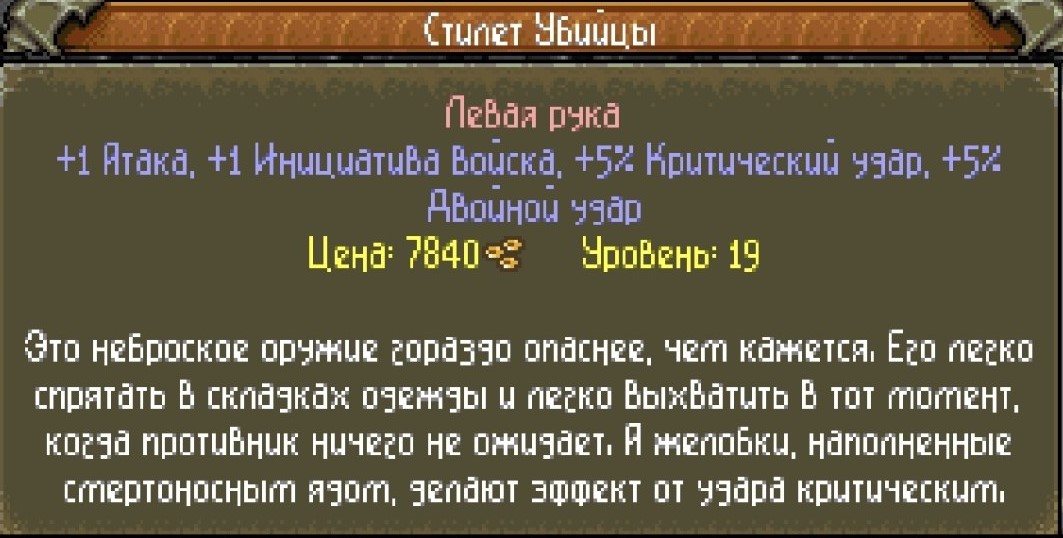 Стилет Убийцы
Левая рука
+1 Атака, +1 Инициатива войска, +5% Критический удар, +5%
Двойной удар
Цена: 7840 Уровень: 19
Это неброское оружие гораздо опаснее, чем кажется. Его легко
спрятать в складках одежды и легко выхватить в тот момент,
когда противник ничего не ожидает. А желобки, наполненные
смертоносным ядом, делают эффект от удара критическим.